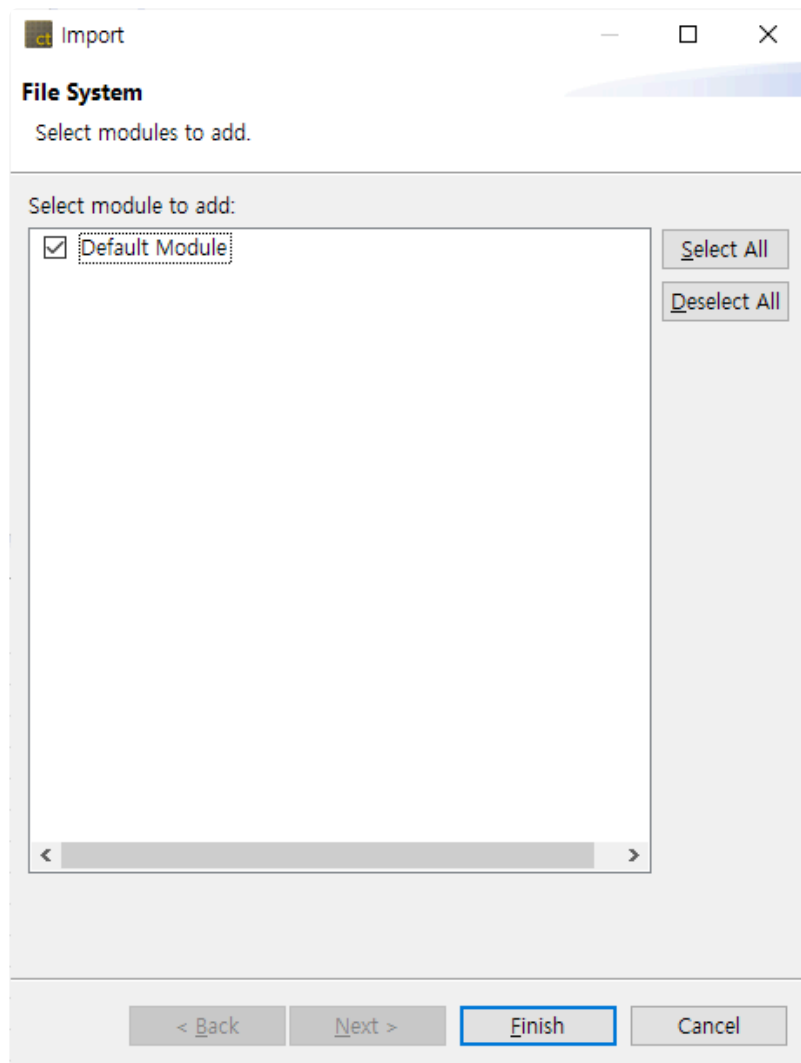 ct Import
File System
Select modules to add.
Select module to add:
Default Module
Select All
Deselect All
< Back
Next >
Finish
Cancel